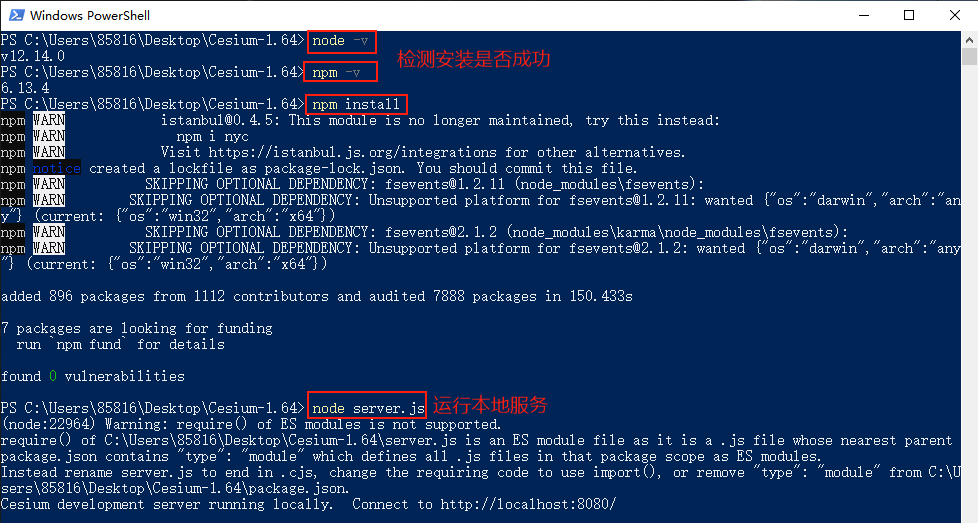 Windows PowerShell
PS C:\Users\85816\Desktop\Cesium-1.64> node -v
v12.14.0
检测安装是否成功
PS C:\Users\85816\Desktop\Cesium-1.64> npm -v
6.13.4
PS C:\Users\85816\Desktop\Cesium-1.64> npm install
npm WARN istanbul@0.4.5: This module is no longer maintained, try this instead:
npm WARN npm i nyc
npm WARN Visit https://istanbul.js.org/integrations for other alternatives.
npm notice created a lockfile as package-lock.json. You should commit this file.
npm WARN SKIPPING OPTIONAL DEPENDENCY: fsevents@1.2.11 (node_modules\fsevents):
npm WARN SKIPPING OPTIONAL DEPENDENCY: Unsupported platform for fsevents@1.2.11: wanted {"os":"darwin","arch":"an
y"} (current: {"os":"win32","arch":"x64"})
npm WARN SKIPPING OPTIONAL DEPENDENCY: fsevents@2.1.2 (node_modules\karma\node_modules\fsevents):
npm WARN SKIPPING OPTIONAL DEPENDENCY: Unsupported platform for fsevents@2.1.2: wanted {"os":"darwin","arch":"any
"} (current: {"os":"win32","arch":"x64"})
added 896 packages from 1112 contributors and audited 7888 packages in 150.433s
7 packages are looking for funding
run `npm fund` for details
found 0 vulnerabilities
PS C:\Users\85816\Desktop\Cesium-1.64> node server.js 运行本地服务
(node:22964) Warning: require() of ES modules is not supported.
require() of C:\Users\85816\Desktop\Cesium-1.64\server.js is an ES module file as it is a .js file whose nearest parent
package.json contains "type": "module" which defines all .js files in that package scope as ES modules.
Instead rename server.js to end in .cjs, change the requiring code to use import(), or remove "type": "module" from C:\U
sers\85816\Desktop\Cesium-1.64\package.json.
Cesium development server running locally. Connect to http://localhost:8080/